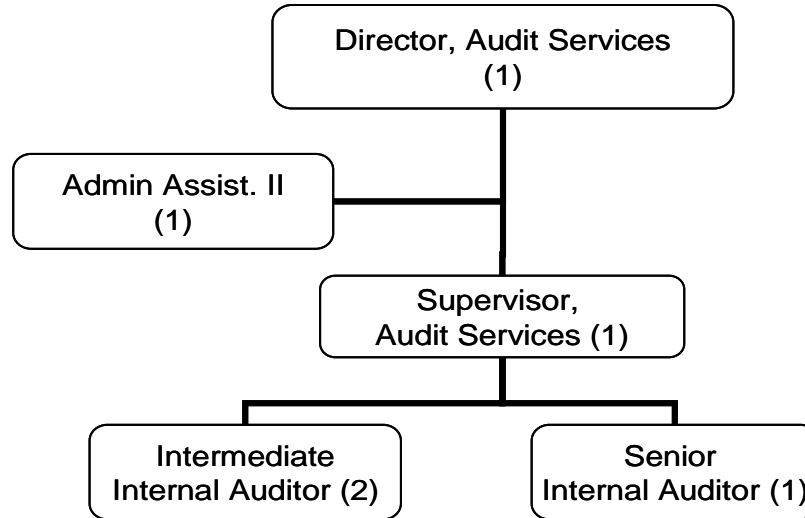 Director, Audit Services
(1)
Admin Assist. II
(1)
Supervisor,
Audit Services (1)
Intermediate
Internal Auditor (2)
Senior
Internal Auditor (1)